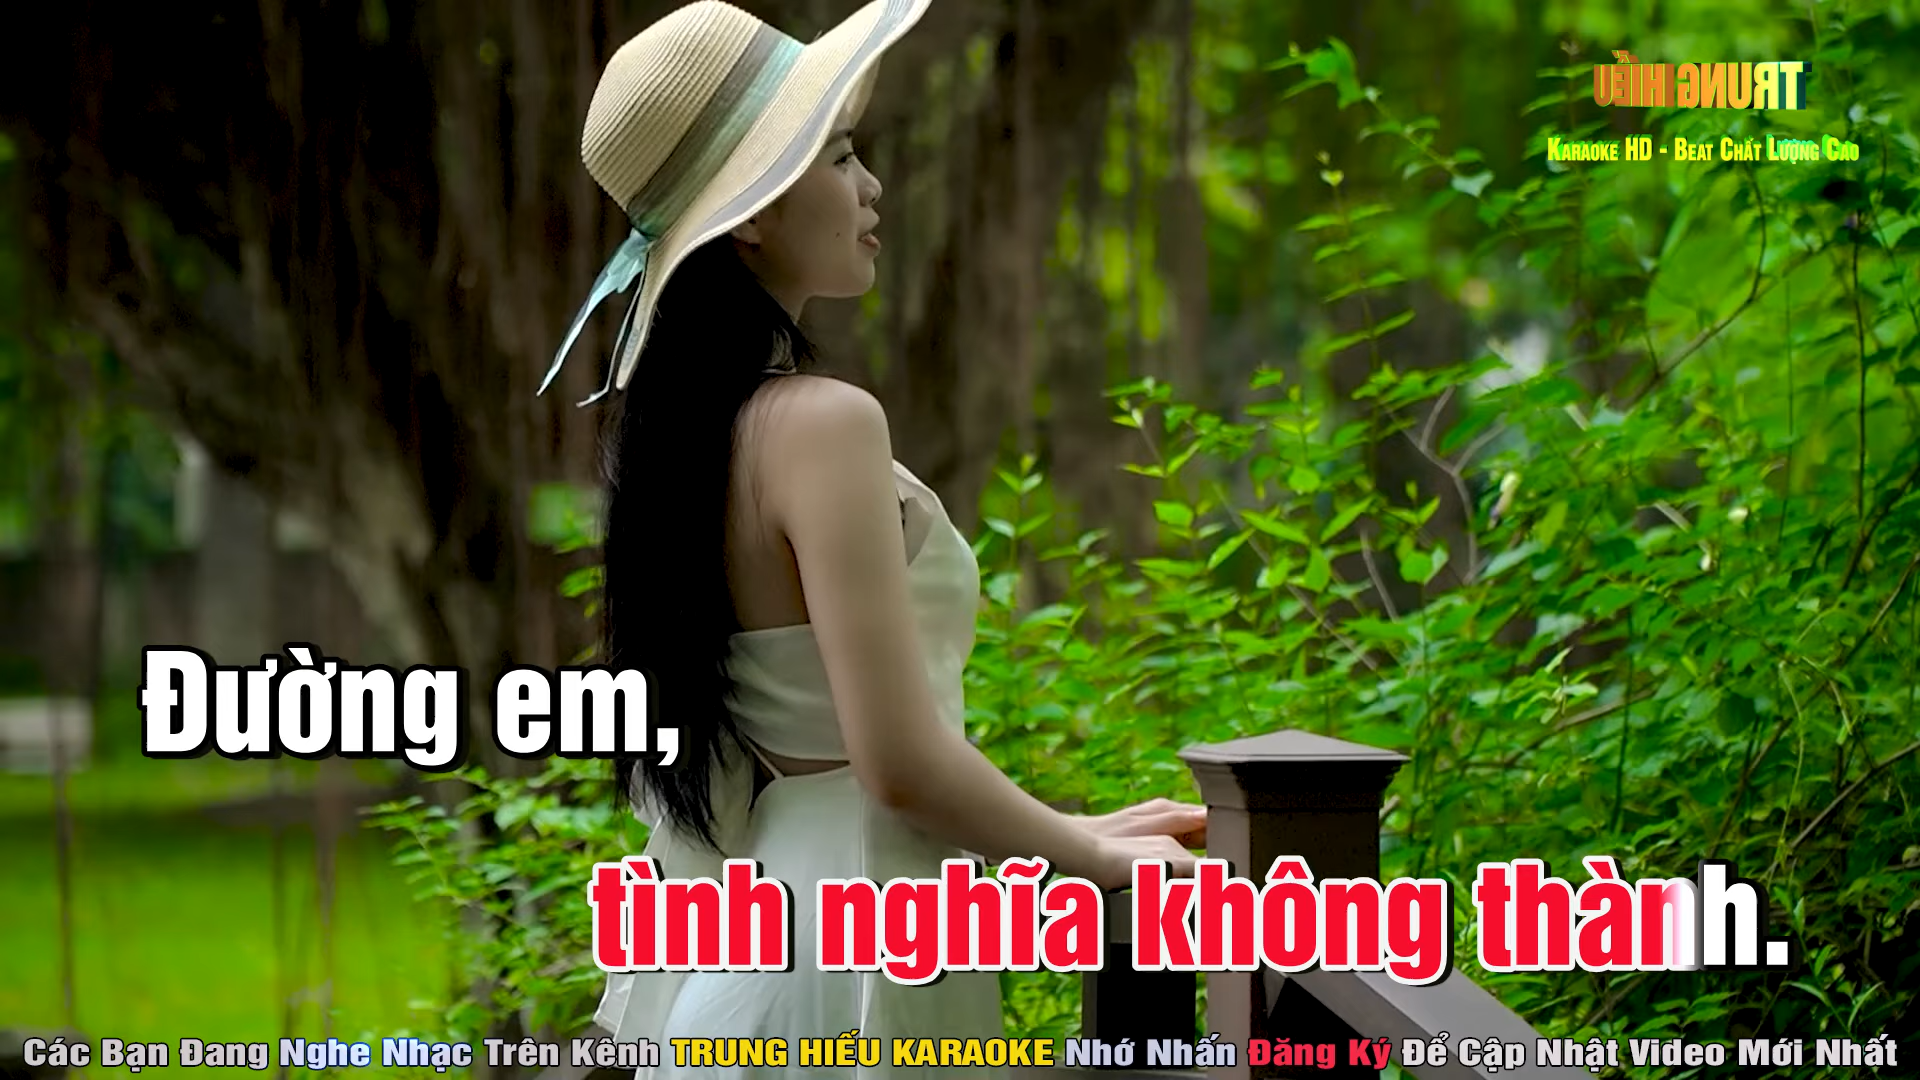 TRUNG HIẾU
Karaoke HD - Beat Chất Lượng Cao
Đường em,
tình nghĩa không thành.
Các Bạn Đang Nghe Nhạc Trên Kênh TRUNG HIẾU KARAOKE Nhớ Nhấn Đăng Ký Để Cập Nhật Video Mới Nhất